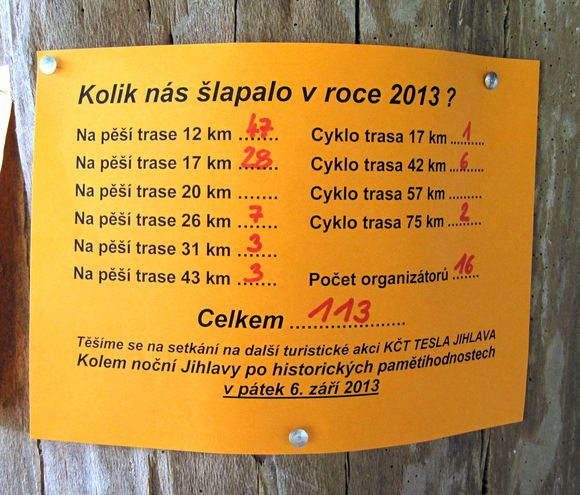 Kolik nás šlapalo v roce 2013 ?
Na pěší trase 12 km 47
Na pěší trase 17 km 28
Na pěší trase 20 km .......
Na pěší trase 26 km 7
Na pěší trase 31 km 3
Na pěší trase 43 km 3
Cyklo trasa 17 km 1
Cyklo trasa 42 km 6
Cyklo trasa 57 km .........
Cyklo trasa 75 km 2
Počet organizátorů 16
Celkem 113
Těšíme se na setkání na další turistické akci KČT TESLA JIHLAVA
Kolem noční Jihlavy po historických pamětihodnostech
v pátek 6. září 2013